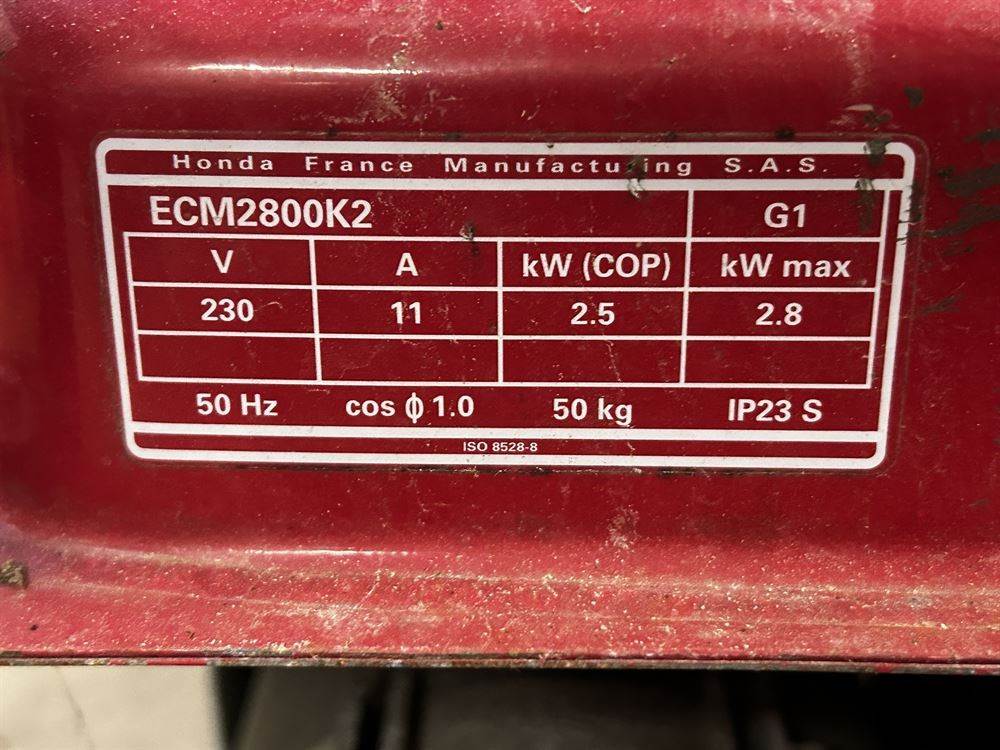 Honda France Manufacturing S.A.S.
ECM2800K2 G1
V A kW (COP) kW max
230 11 2.5 2.8
50 Hz cos ϕ 1.0 50 kg IP23 S
ISO 8528-8